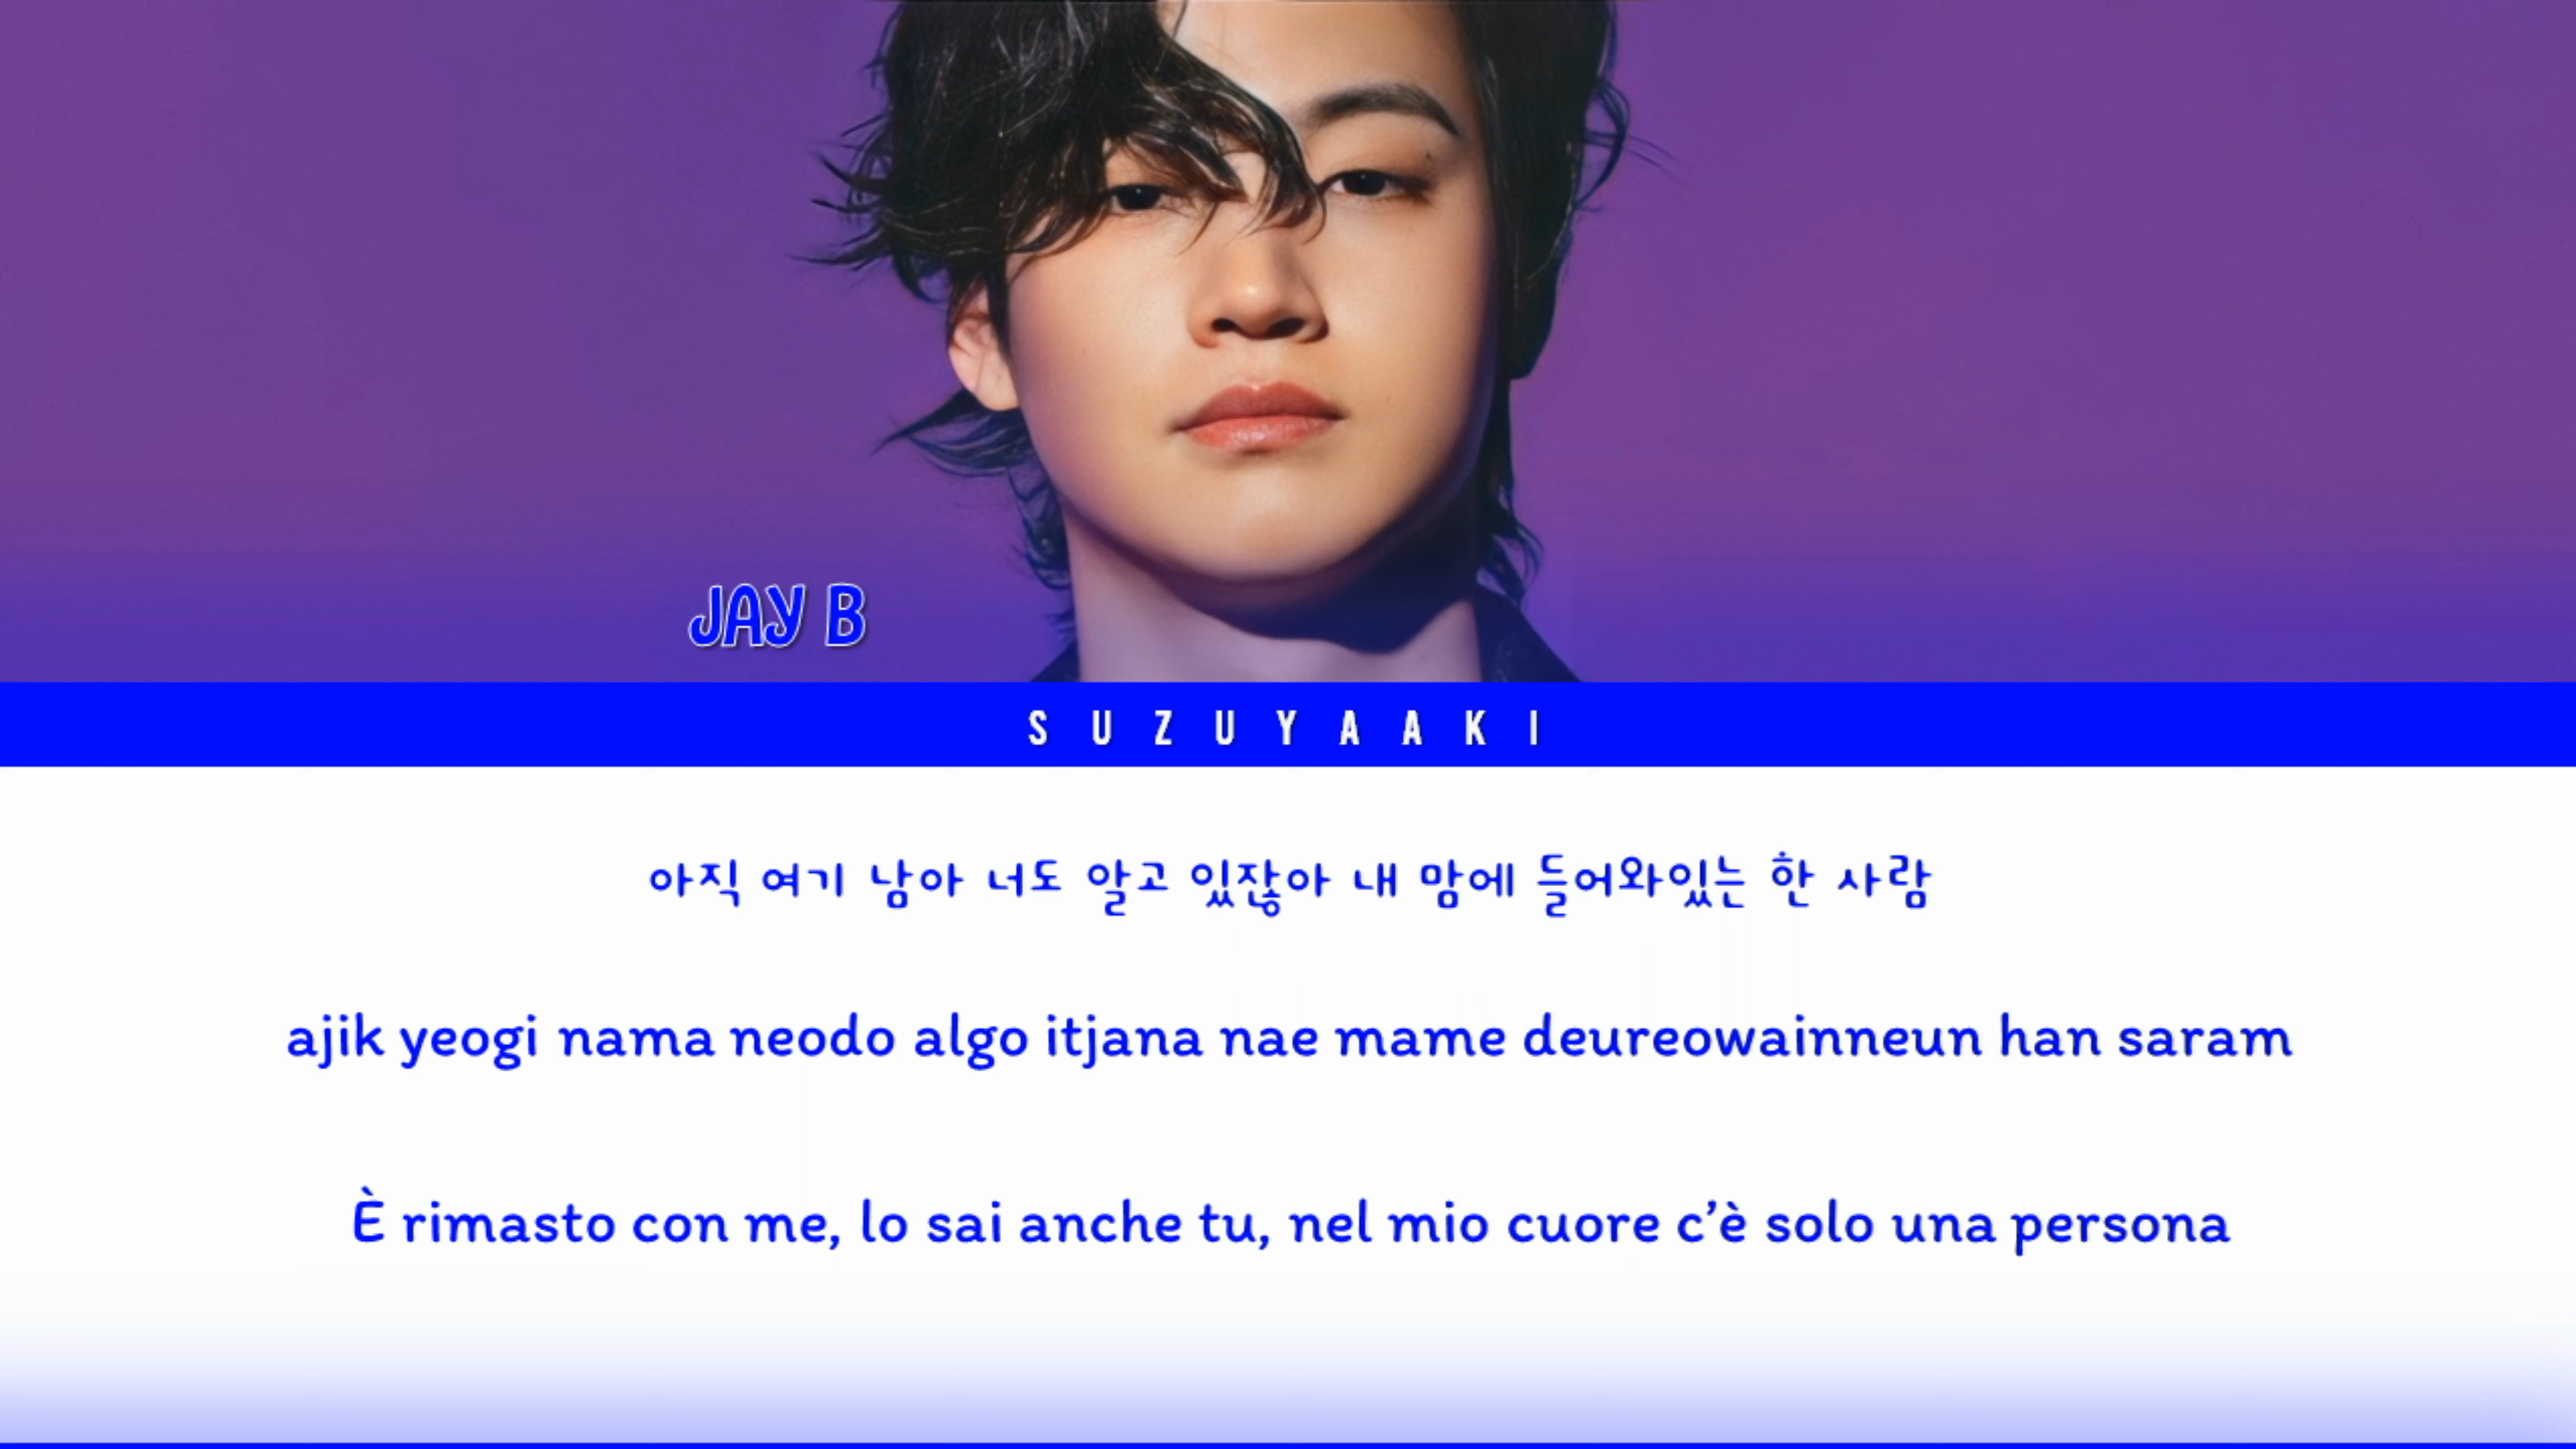 JAY B
SUZUYAAKI
아직 여기 남아 너도 알고 있잖아 내 맘에 들어와있는 한 사람
ajik yeogi nama neodo algo itjana nae mame deureowainneun han saram
È rimasto con me, lo sai anche tu, nel mio cuore c’è solo una persona